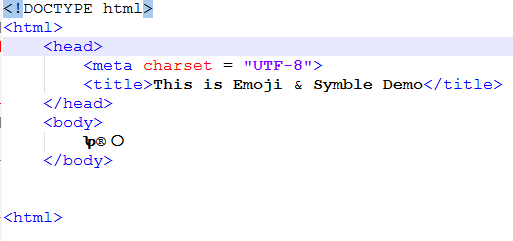 <!DOCTYPE html>
<html>
<head>
<meta charset = "UTF-8">
<title>This is Emoji & Symble Demo</title>
</head>
<body>
®
</body>
<html>